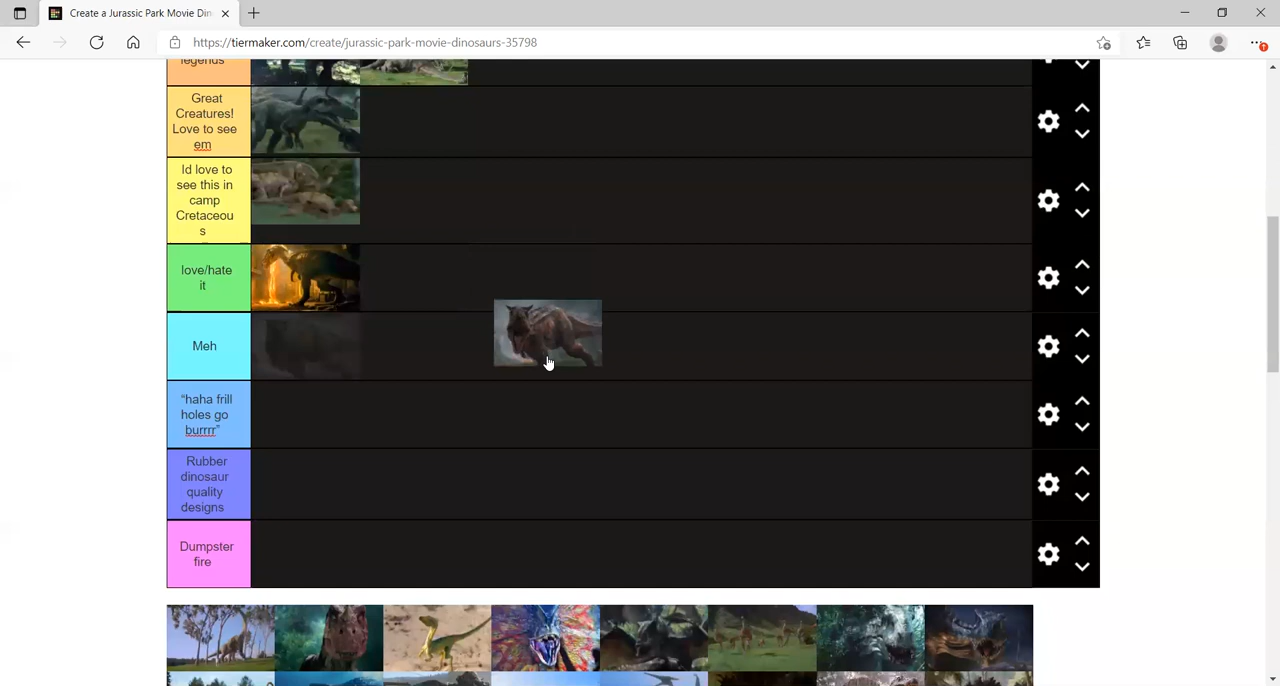 Create a Jurassic Park Movie Din
https://tiermaker.com/create/jurassic-park-movie-dinosaurs-35798
legends
Great
Creatures!
Love to see
em
Id love to
see this in
camp
Cretaceou
s
love/hate
it
Meh
"haha frill
holes go
burrrr"
Rubber
dinosaur
quality
designs
Dumpster
fire